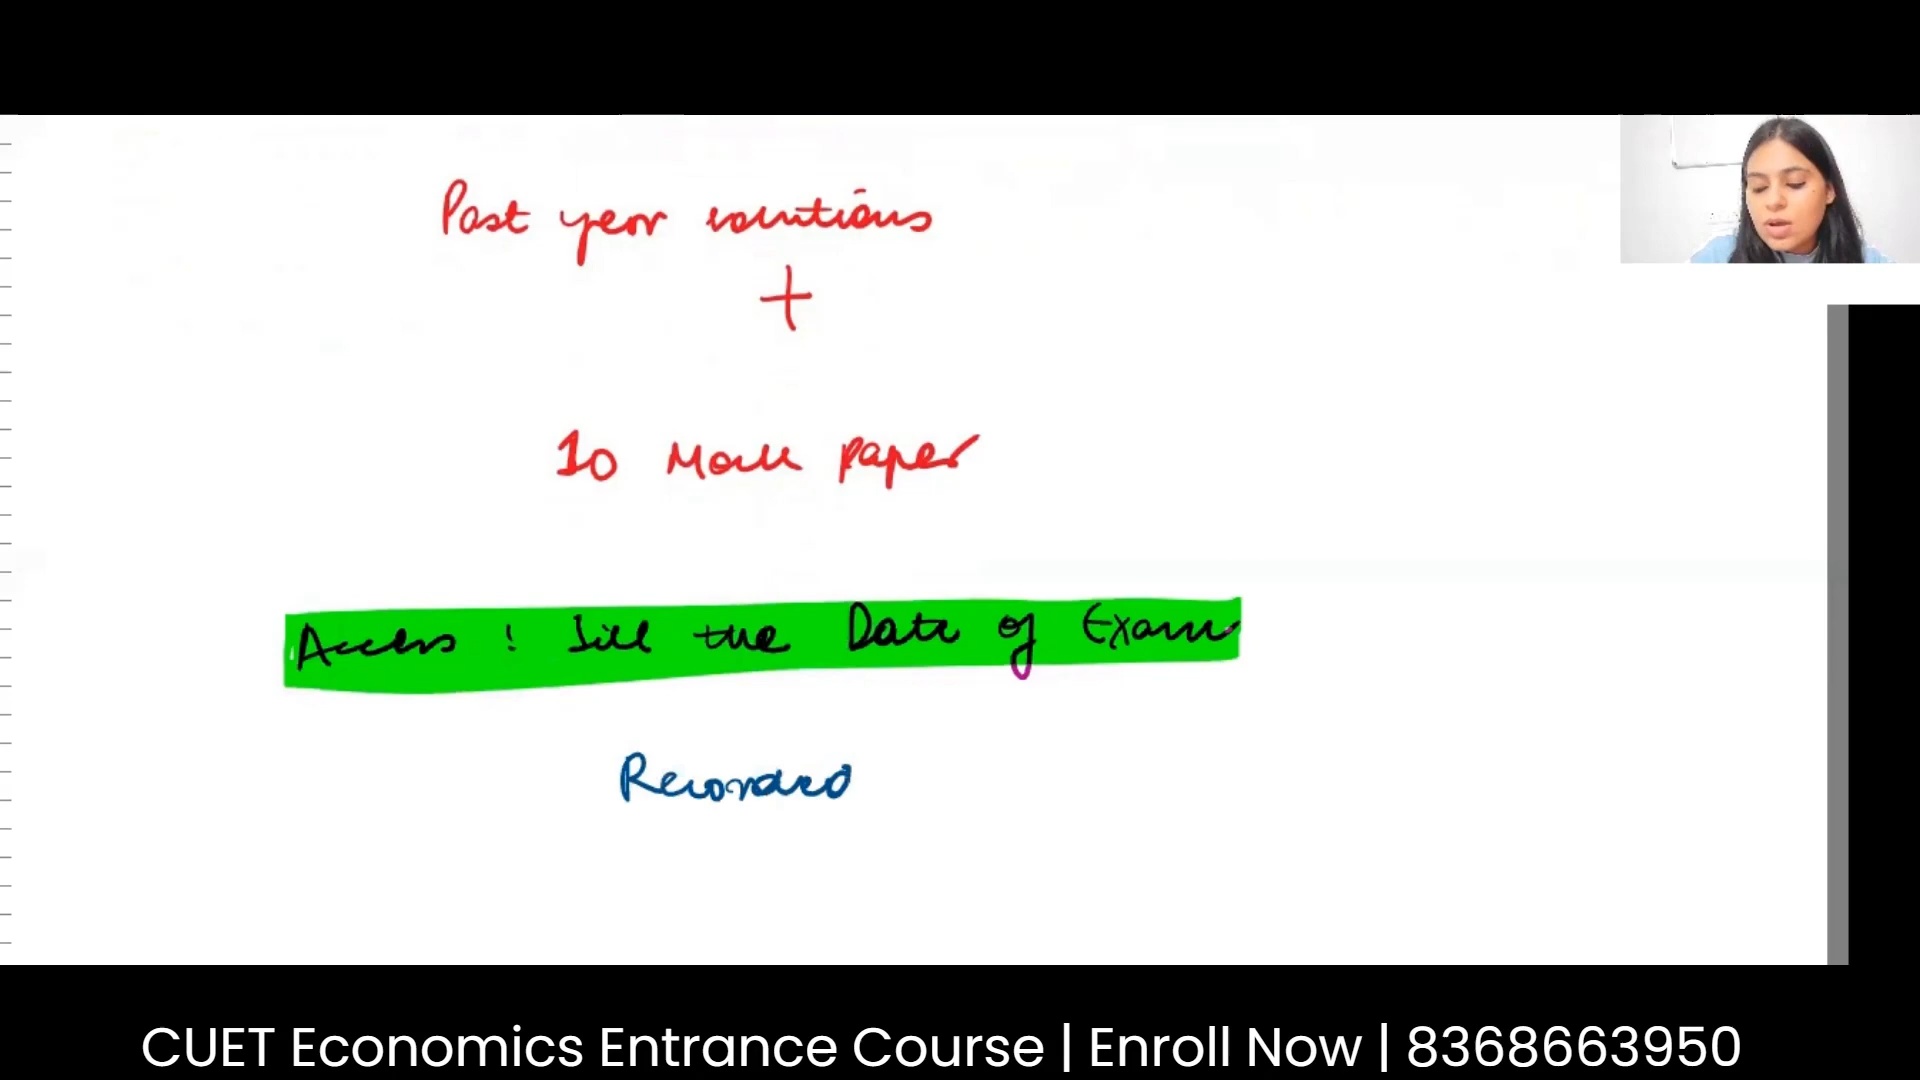 Past year solutions
+
10 Mock paper
Access : Till the Date of Exam
Recorded
CUET Economics Entrance Course | Enroll Now | 8368663950